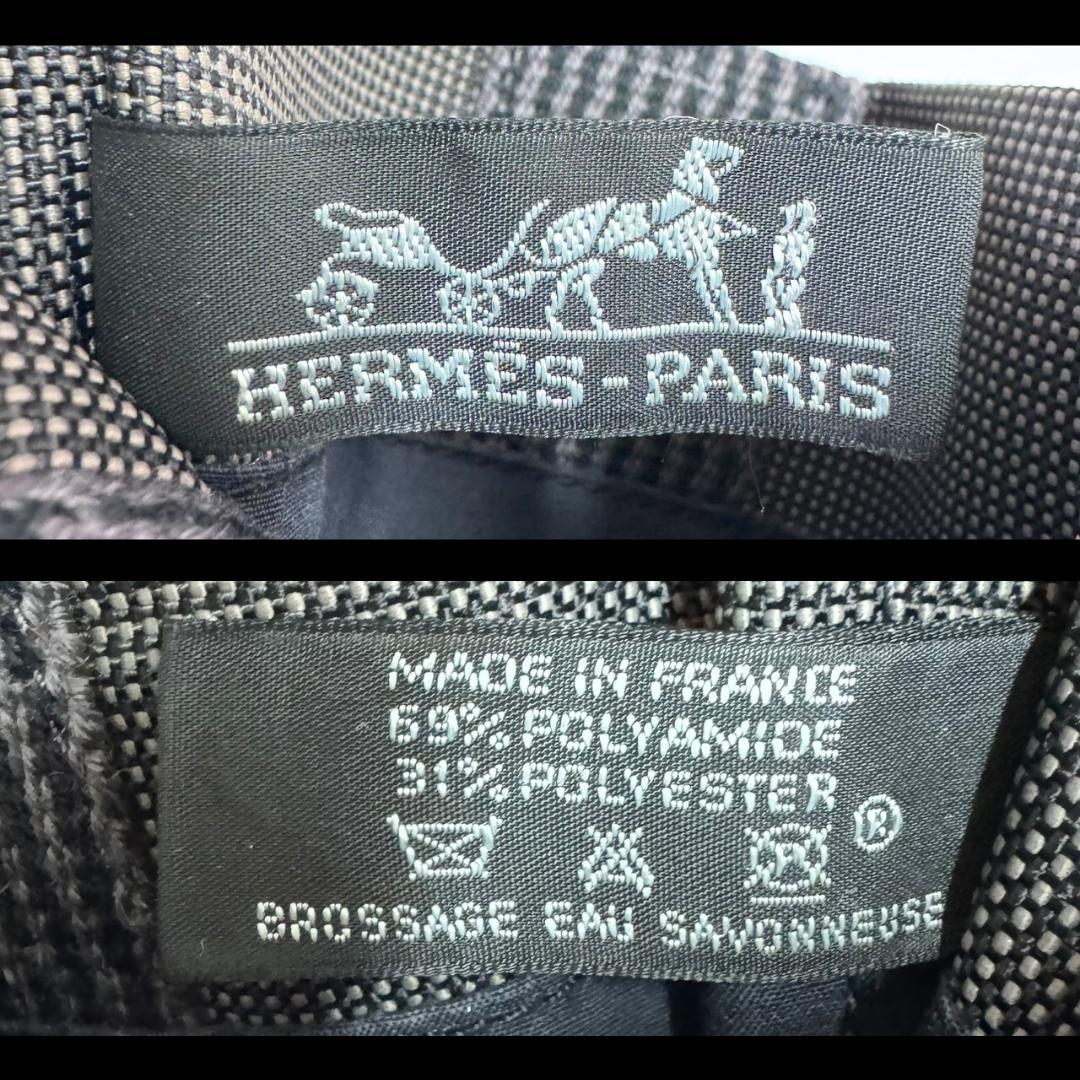 HERMÈS-PARIS
MADE IN FRANCE
69% POLYAMIDE
31% POLYESTER
®
BROSSAGE EAU SAVONNEUSE